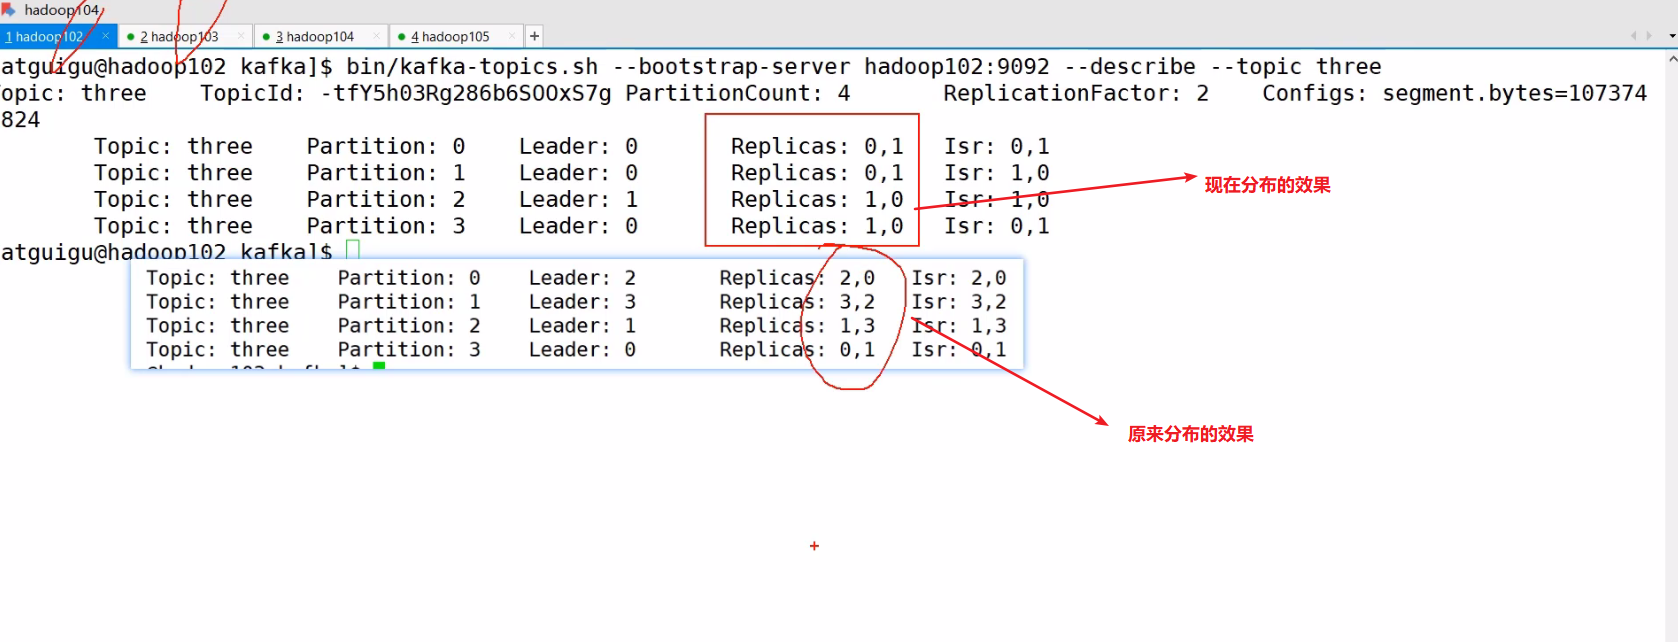 hadoop104
1 hadoop102 × 2 hadoop103 × 3 hadoop104 × 4 hadoop105 × +
atguigu@hadoop102 kafka]$ bin/kafka-topics.sh --bootstrap-server hadoop102:9092 --describe --topic three
opic: three TopicId: -tfY5h03Rg286b6SOOxS7g PartitionCount: 4 ReplicationFactor: 2 Configs: segment.bytes=107374
824
Topic: three Partition: 0 Leader: 0 Replicas: 0,1 Isr: 0,1
Topic: three Partition: 1 Leader: 0 Replicas: 0,1 Isr: 1,0
Topic: three Partition: 2 Leader: 1 Replicas: 1,0 Isr: 1,0
Topic: three Partition: 3 Leader: 0 Replicas: 1,0 Isr: 0,1
现在分布的效果
atguigu@hadoop102 kafka]$
Topic: three Partition: 0 Leader: 2 Replicas: 2,0 Isr: 2,0
Topic: three Partition: 1 Leader: 3 Replicas: 3,2 Isr: 3,2
Topic: three Partition: 2 Leader: 1 Replicas: 1,3 Isr: 1,3
Topic: three Partition: 3 Leader: 0 Replicas: 0,1 Isr: 0,1
原来分布的效果